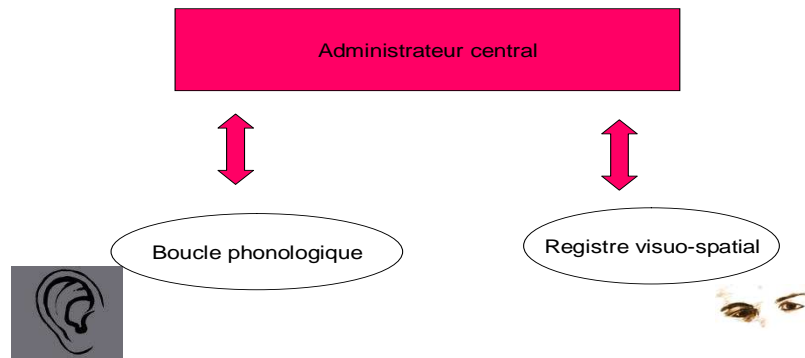 Administrateur central
Boucle phonologique
Registre visuo-spatial